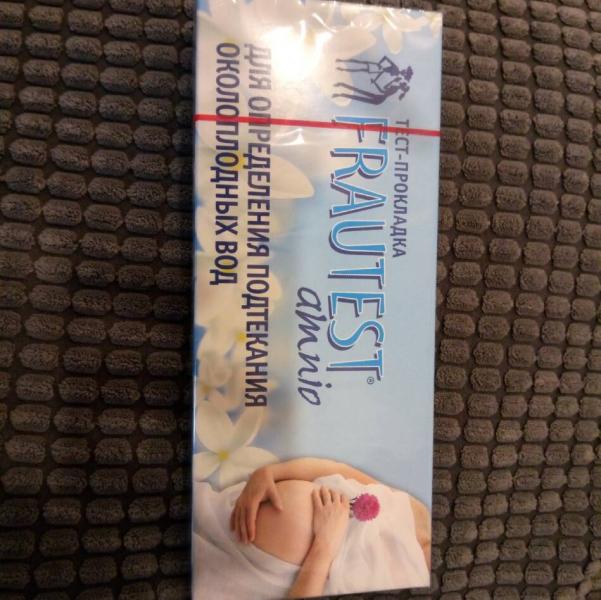 ТЕСТ-ПРОКЛАДКА
FRAUTEST®
amnio
ДЛЯ ОПРЕДЕЛЕНИЯ ПОДТЕКАНИЯ
ОКОЛОПЛОДНЫХ ВОД